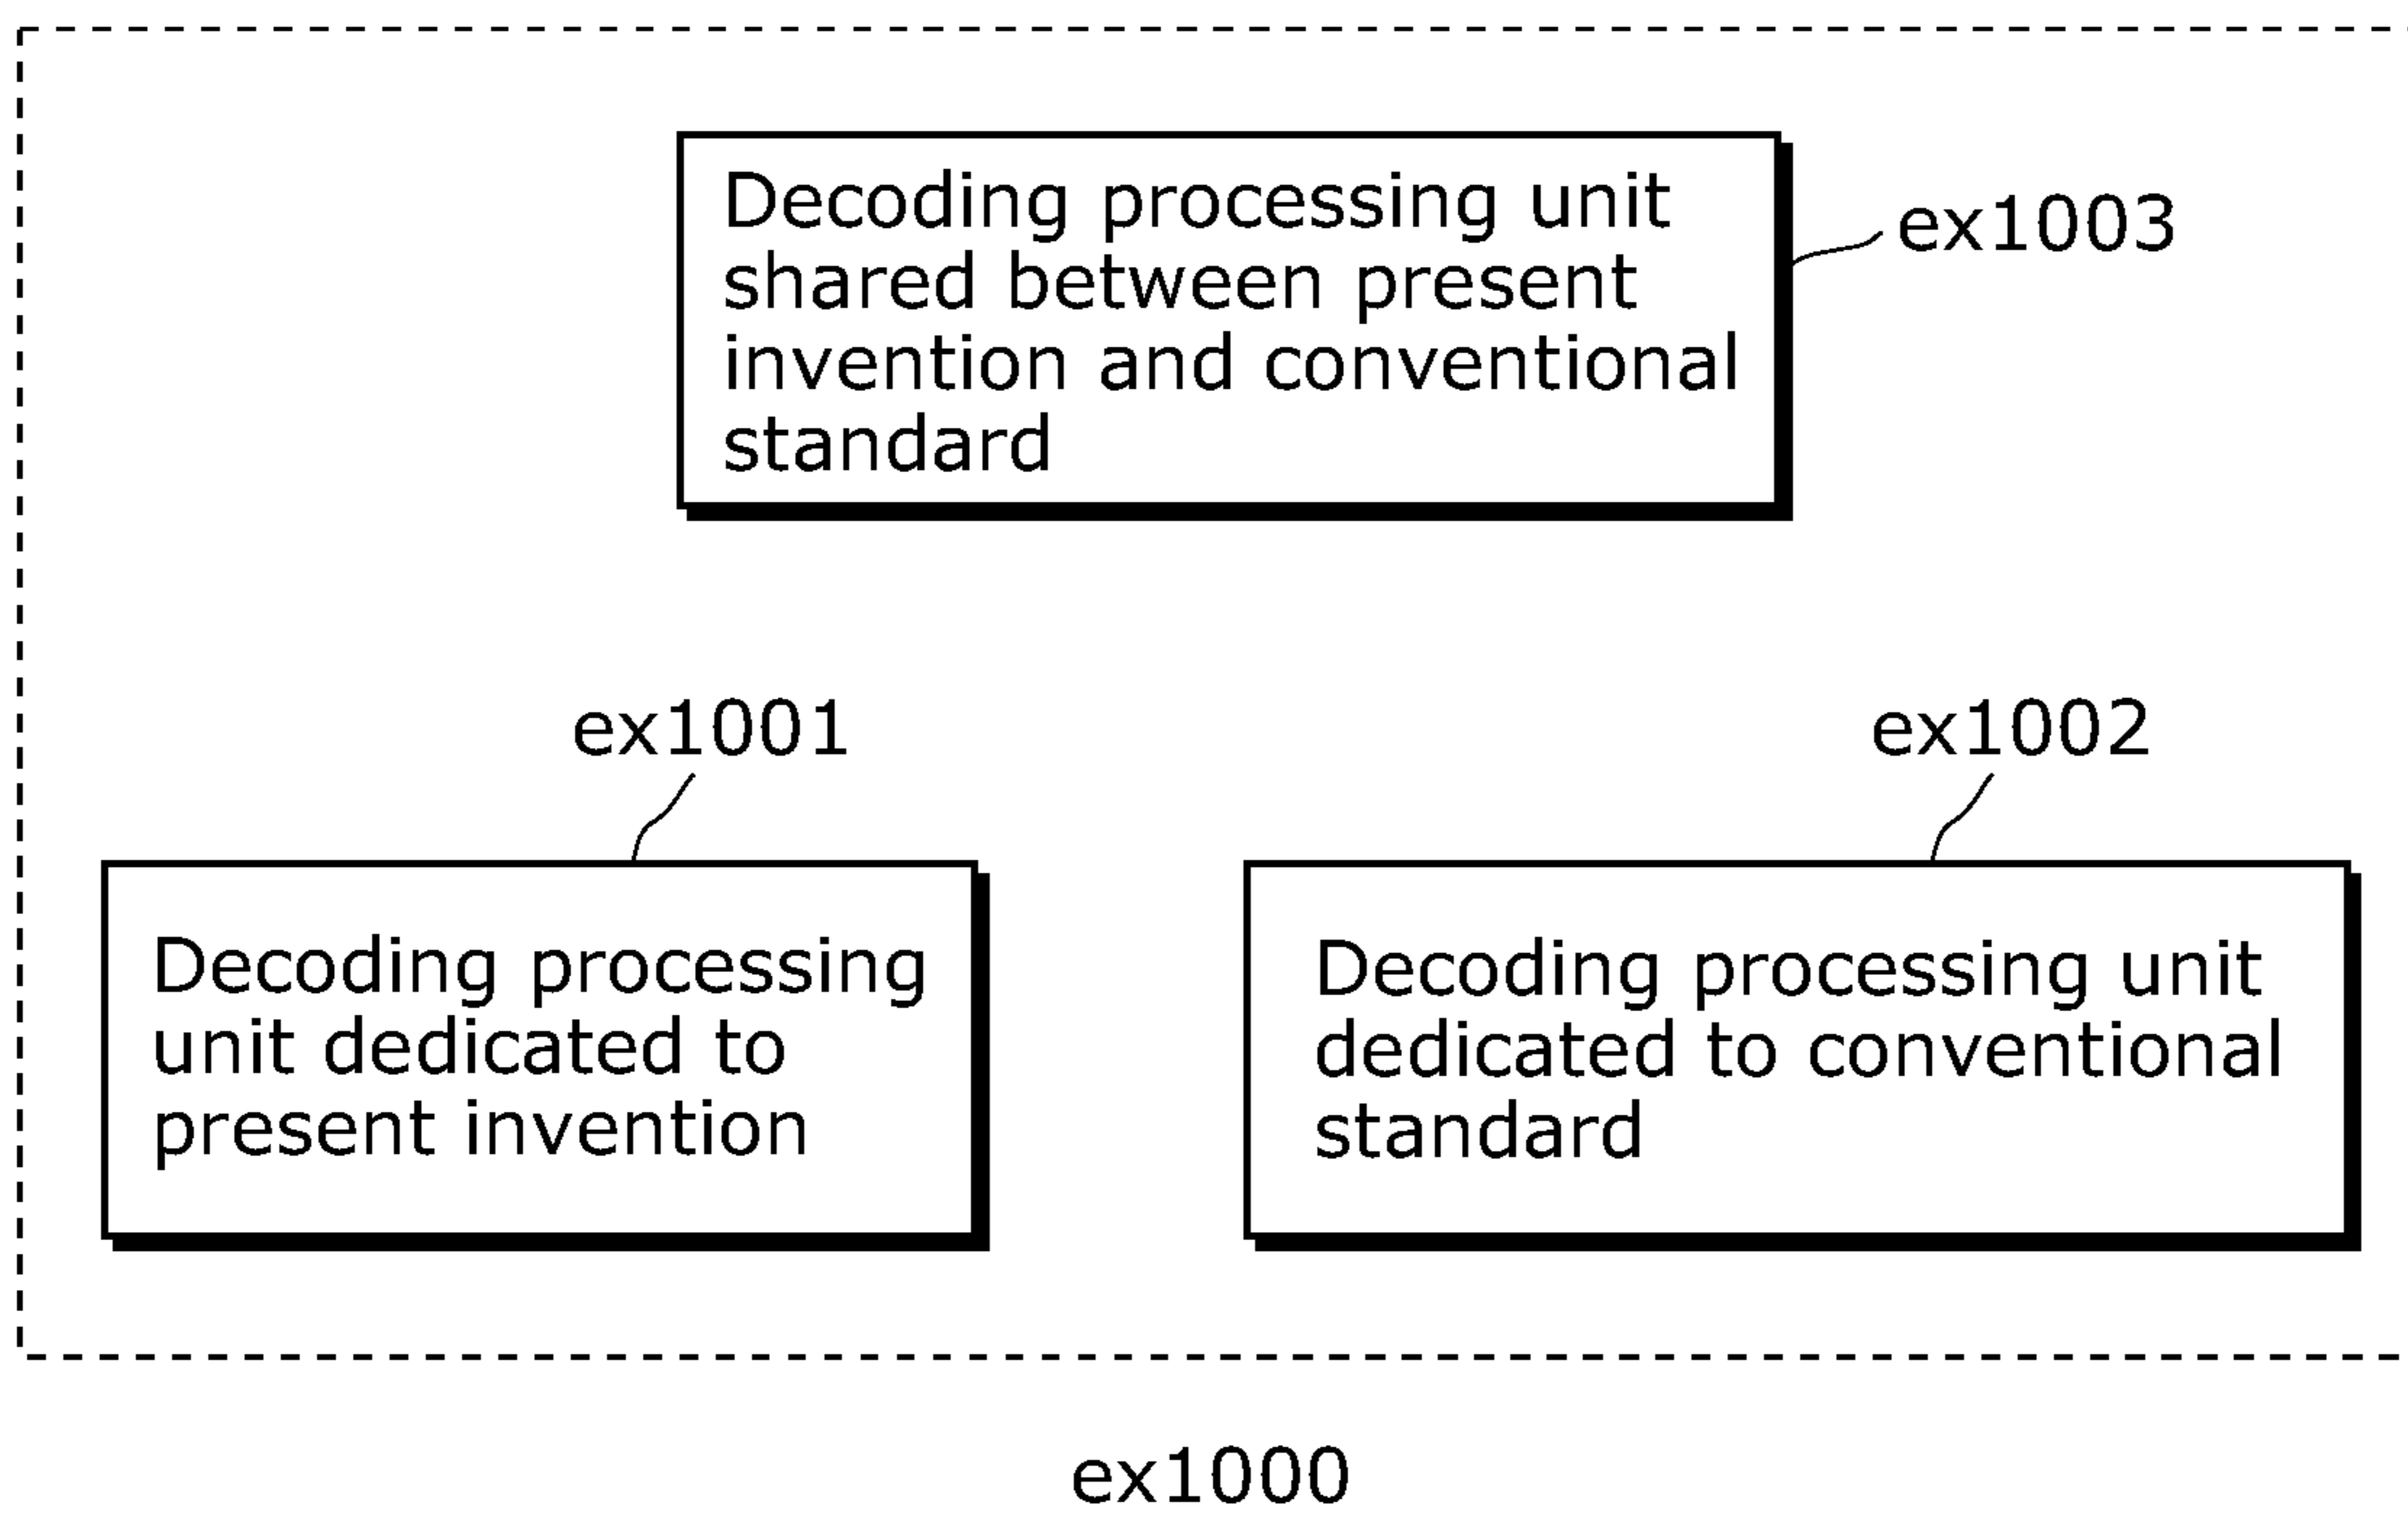 Decoding processing unit
shared between present
invention and conventional
standard
ex1003
ex1001
ex1002
Decoding processing
unit dedicated to
present invention
Decoding processing unit
dedicated to conventional
standard
ex1000